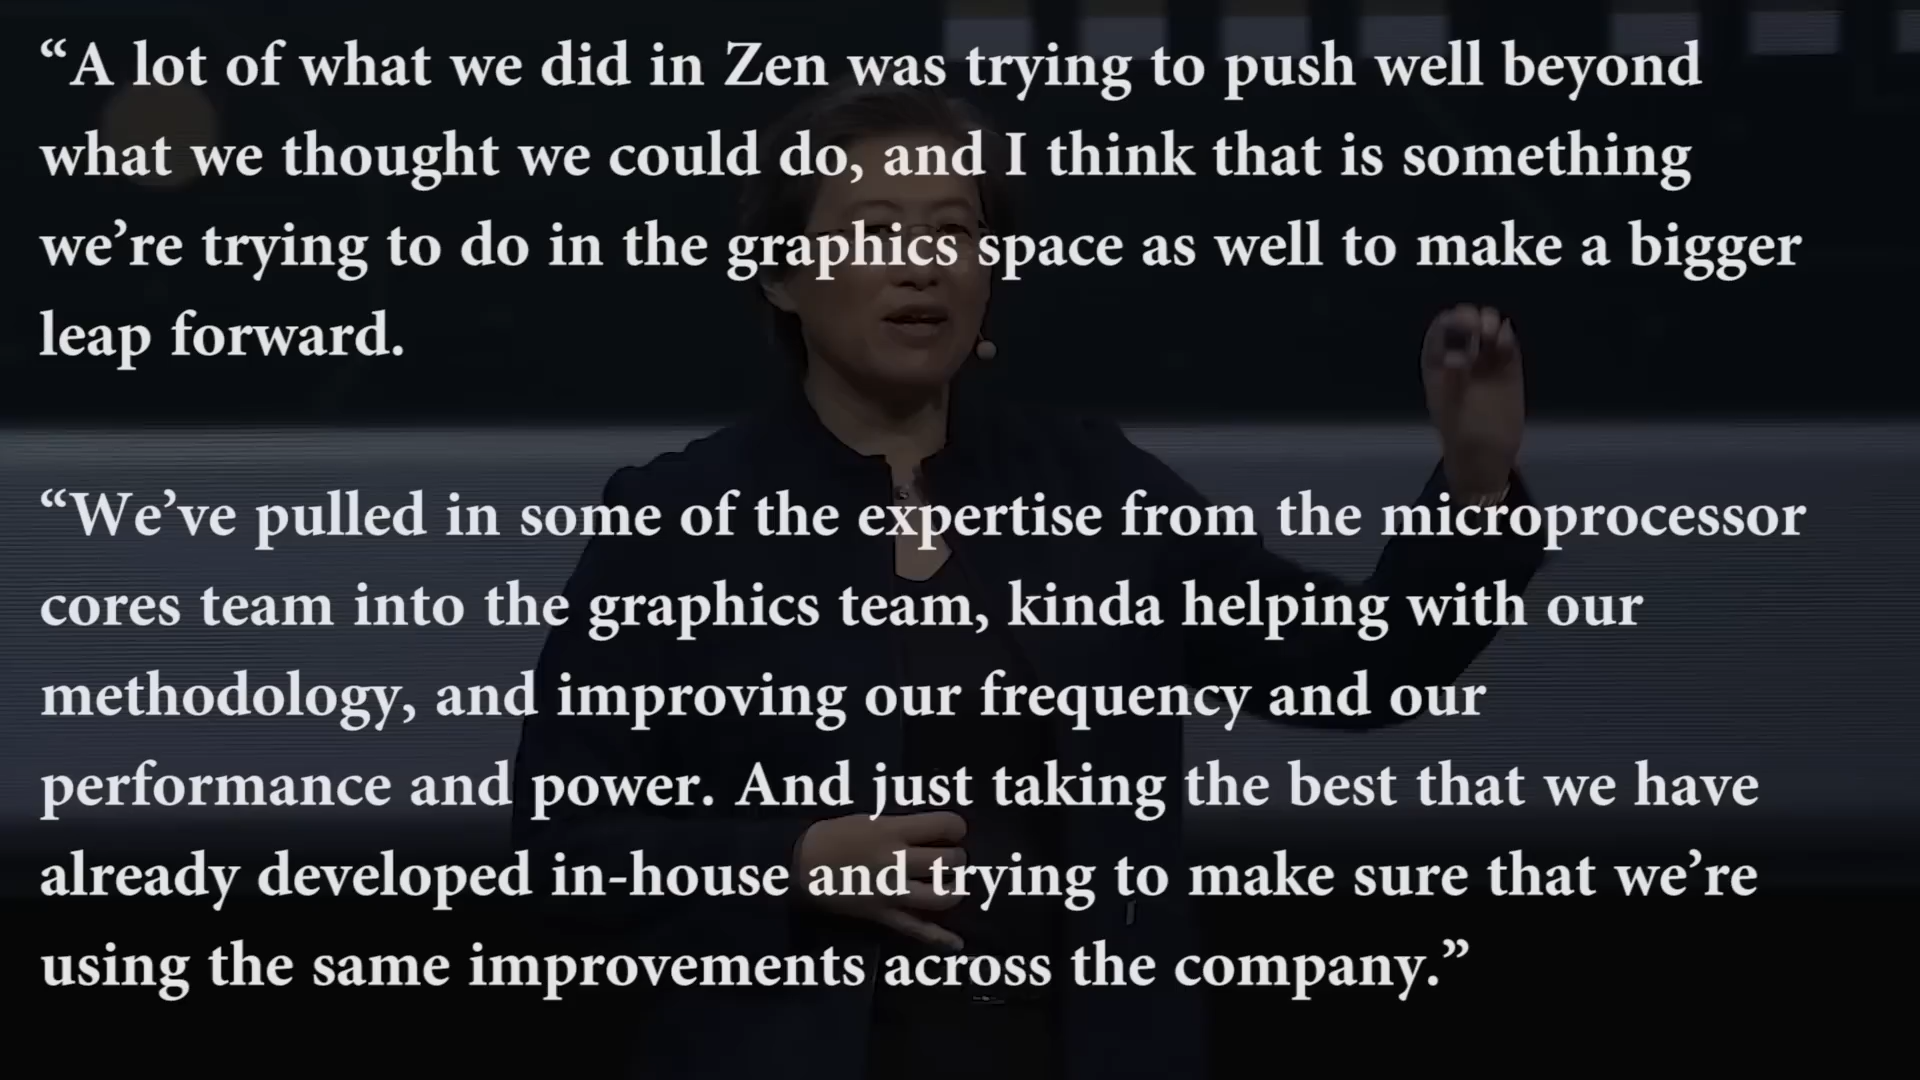 “A lot of what we did in Zen was trying to push well beyond
what we thought we could do, and I think that is something
we’re trying to do in the graphics space as well to make a bigger
leap forward.
“We’ve pulled in some of the expertise from the microprocessor
cores team into the graphics team, kinda helping with our
methodology, and improving our frequency and our
performance and power. And just taking the best that we have
already developed in-house and trying to make sure that we’re
using the same improvements across the company.”